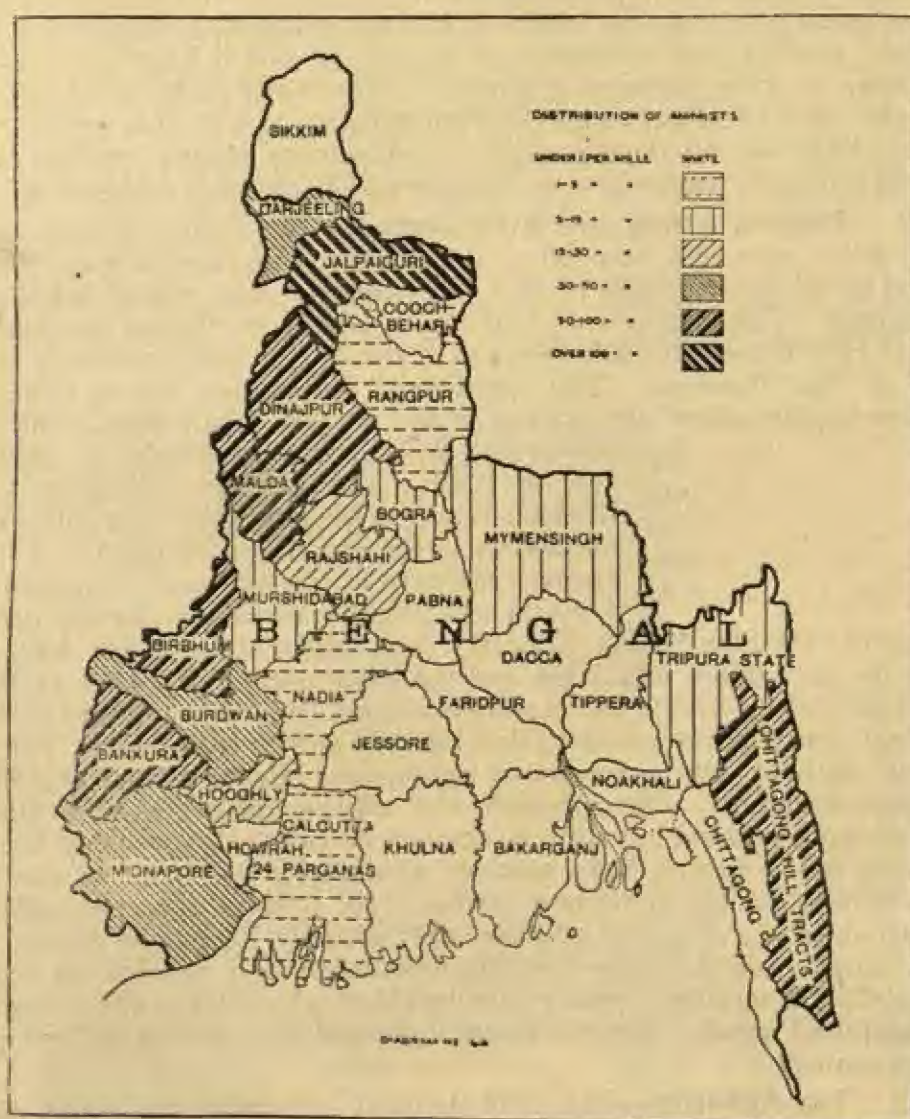 DISTRIBUTION OF ANIMISTS
UNDER 1 PER MILLE WHITE
1-5 " "
5-15 " "
15-30 " "
30-50 " "
50-100 " "
OVER 100 " "
SIKKIM
DARJEELING
JALPAIGURI
COOCH
BEHAR
RANGPUR
DINAJPUR
MALDA
BOGRA
MYMENSINGH
RAJSHAHI
MURSHIDABAD
PABNA
BENGAL
DACCA
TRIPURA STATE
BIRBHUM
NADIA
FARIDPUR
TIPPERA
BURDWAN
JESSORE
BANKURA
NOAKHALI
CHITTAGONG HILL TRACTS
HOOGHLY
CALCUTTA
HOWRAH
KHULNA
BAKARGANJ
CHITTAGONG
MIDNAPORE
24 PARGANAS